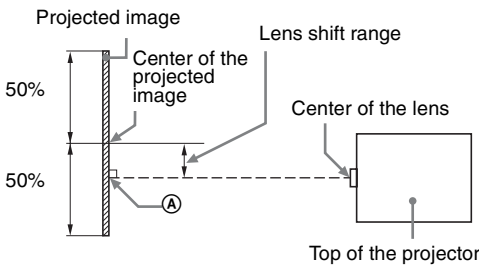 Projected image
Lens shift range
Center of the
projected
image
50%
Center of the lens
50%
A
Top of the projector